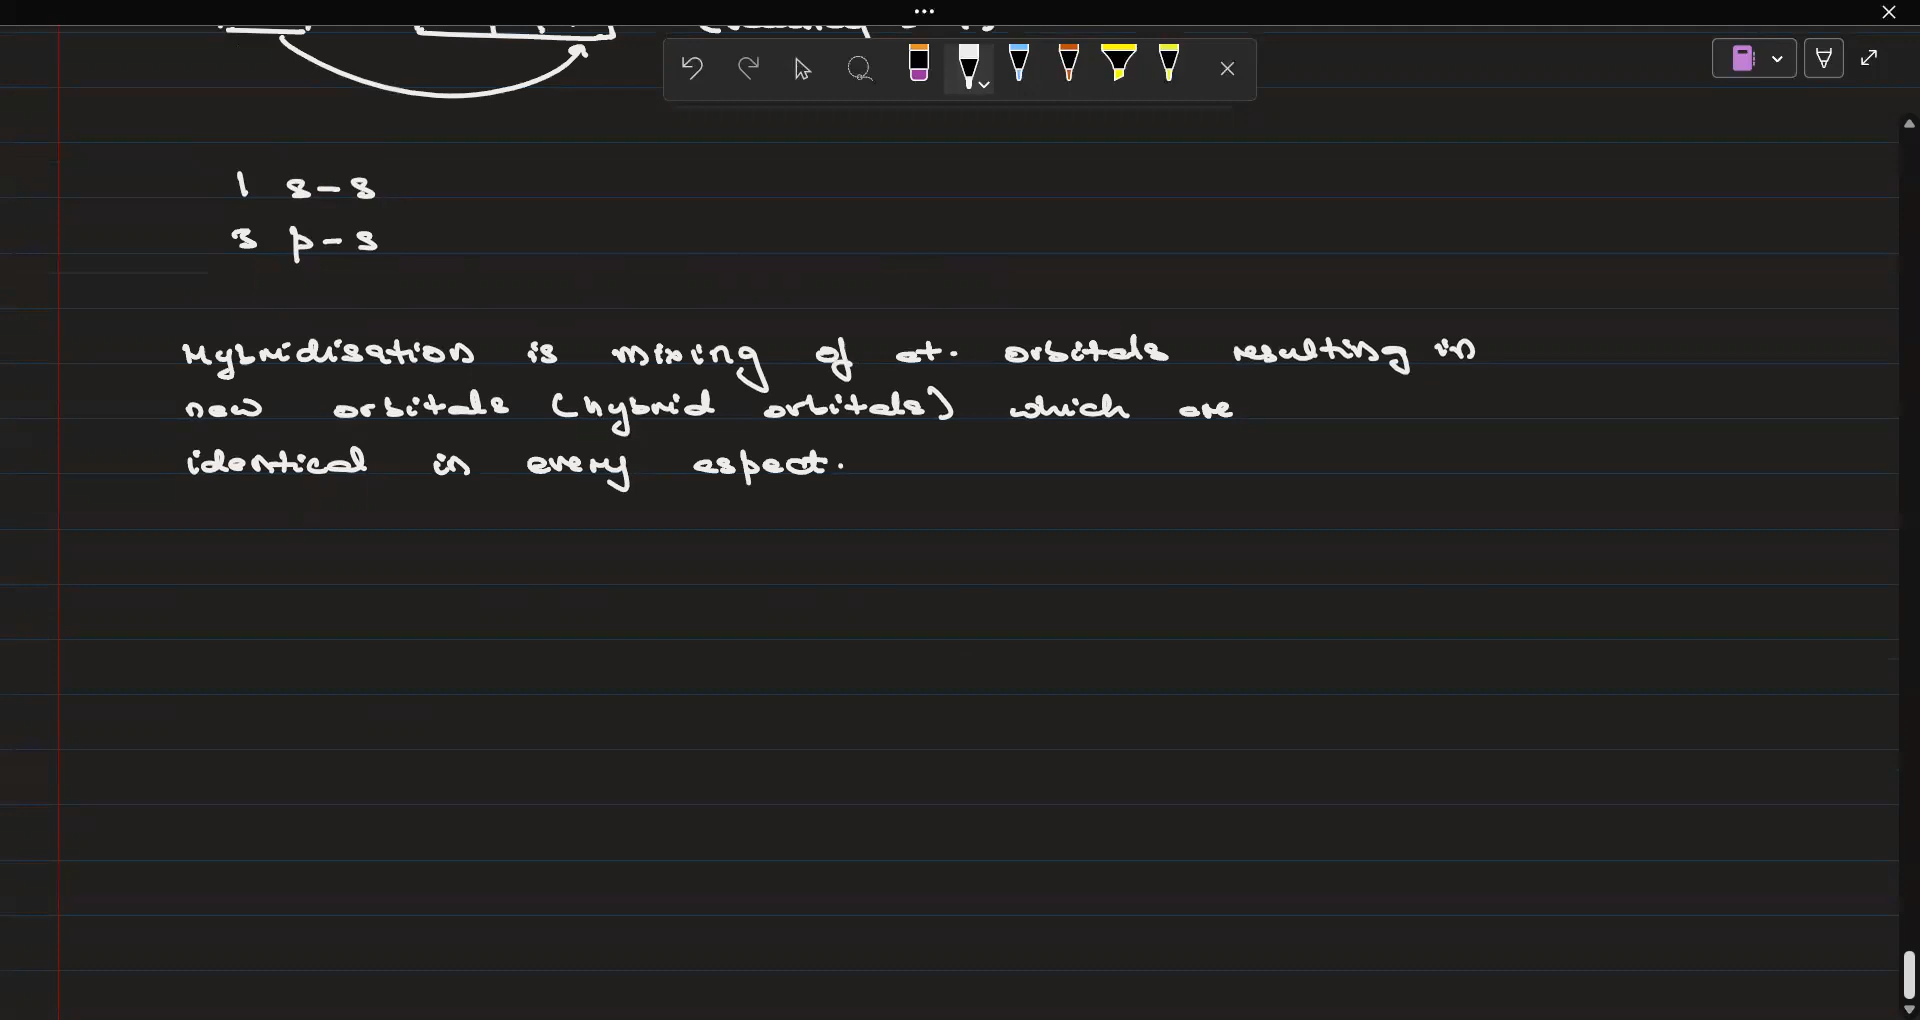 1 s-s
3 p-s
Hybridisation is mixing of at. orbitals resulting in
new orbitals (hybrid orbitals) which are
identical in every aspect.